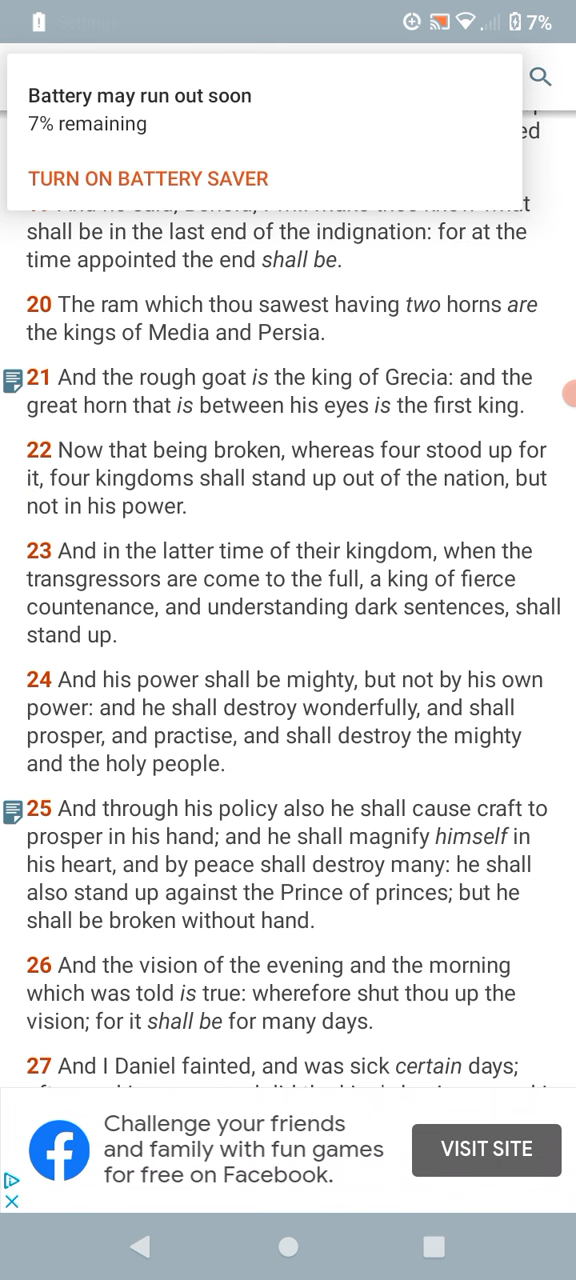 7%
Battery may run out soon
7% remaining
TURN ON BATTERY SAVER
ed
shall be in the last end of the indignation: for at the
time appointed the end shall be.
20 The ram which thou sawest having two horns are
the kings of Media and Persia.
21 And the rough goat is the king of Grecia: and the
great horn that is between his eyes is the first king.
22 Now that being broken, whereas four stood up for
it, four kingdoms shall stand up out of the nation, but
not in his power.
23 And in the latter time of their kingdom, when the
transgressors are come to the full, a king of fierce
countenance, and understanding dark sentences, shall
stand up.
24 And his power shall be mighty, but not by his own
power: and he shall destroy wonderfully, and shall
prosper, and practise, and shall destroy the mighty
and the holy people.
25 And through his policy also he shall cause craft to
prosper in his hand; and he shall magnify himself in
his heart, and by peace shall destroy many: he shall
also stand up against the Prince of princes; but he
shall be broken without hand.
26 And the vision of the evening and the morning
which was told is true: wherefore shut thou up the
vision; for it shall be for many days.
27 And I Daniel fainted, and was sick certain days;
Challenge your friends
and family with fun games
for free on Facebook.
VISIT SITE